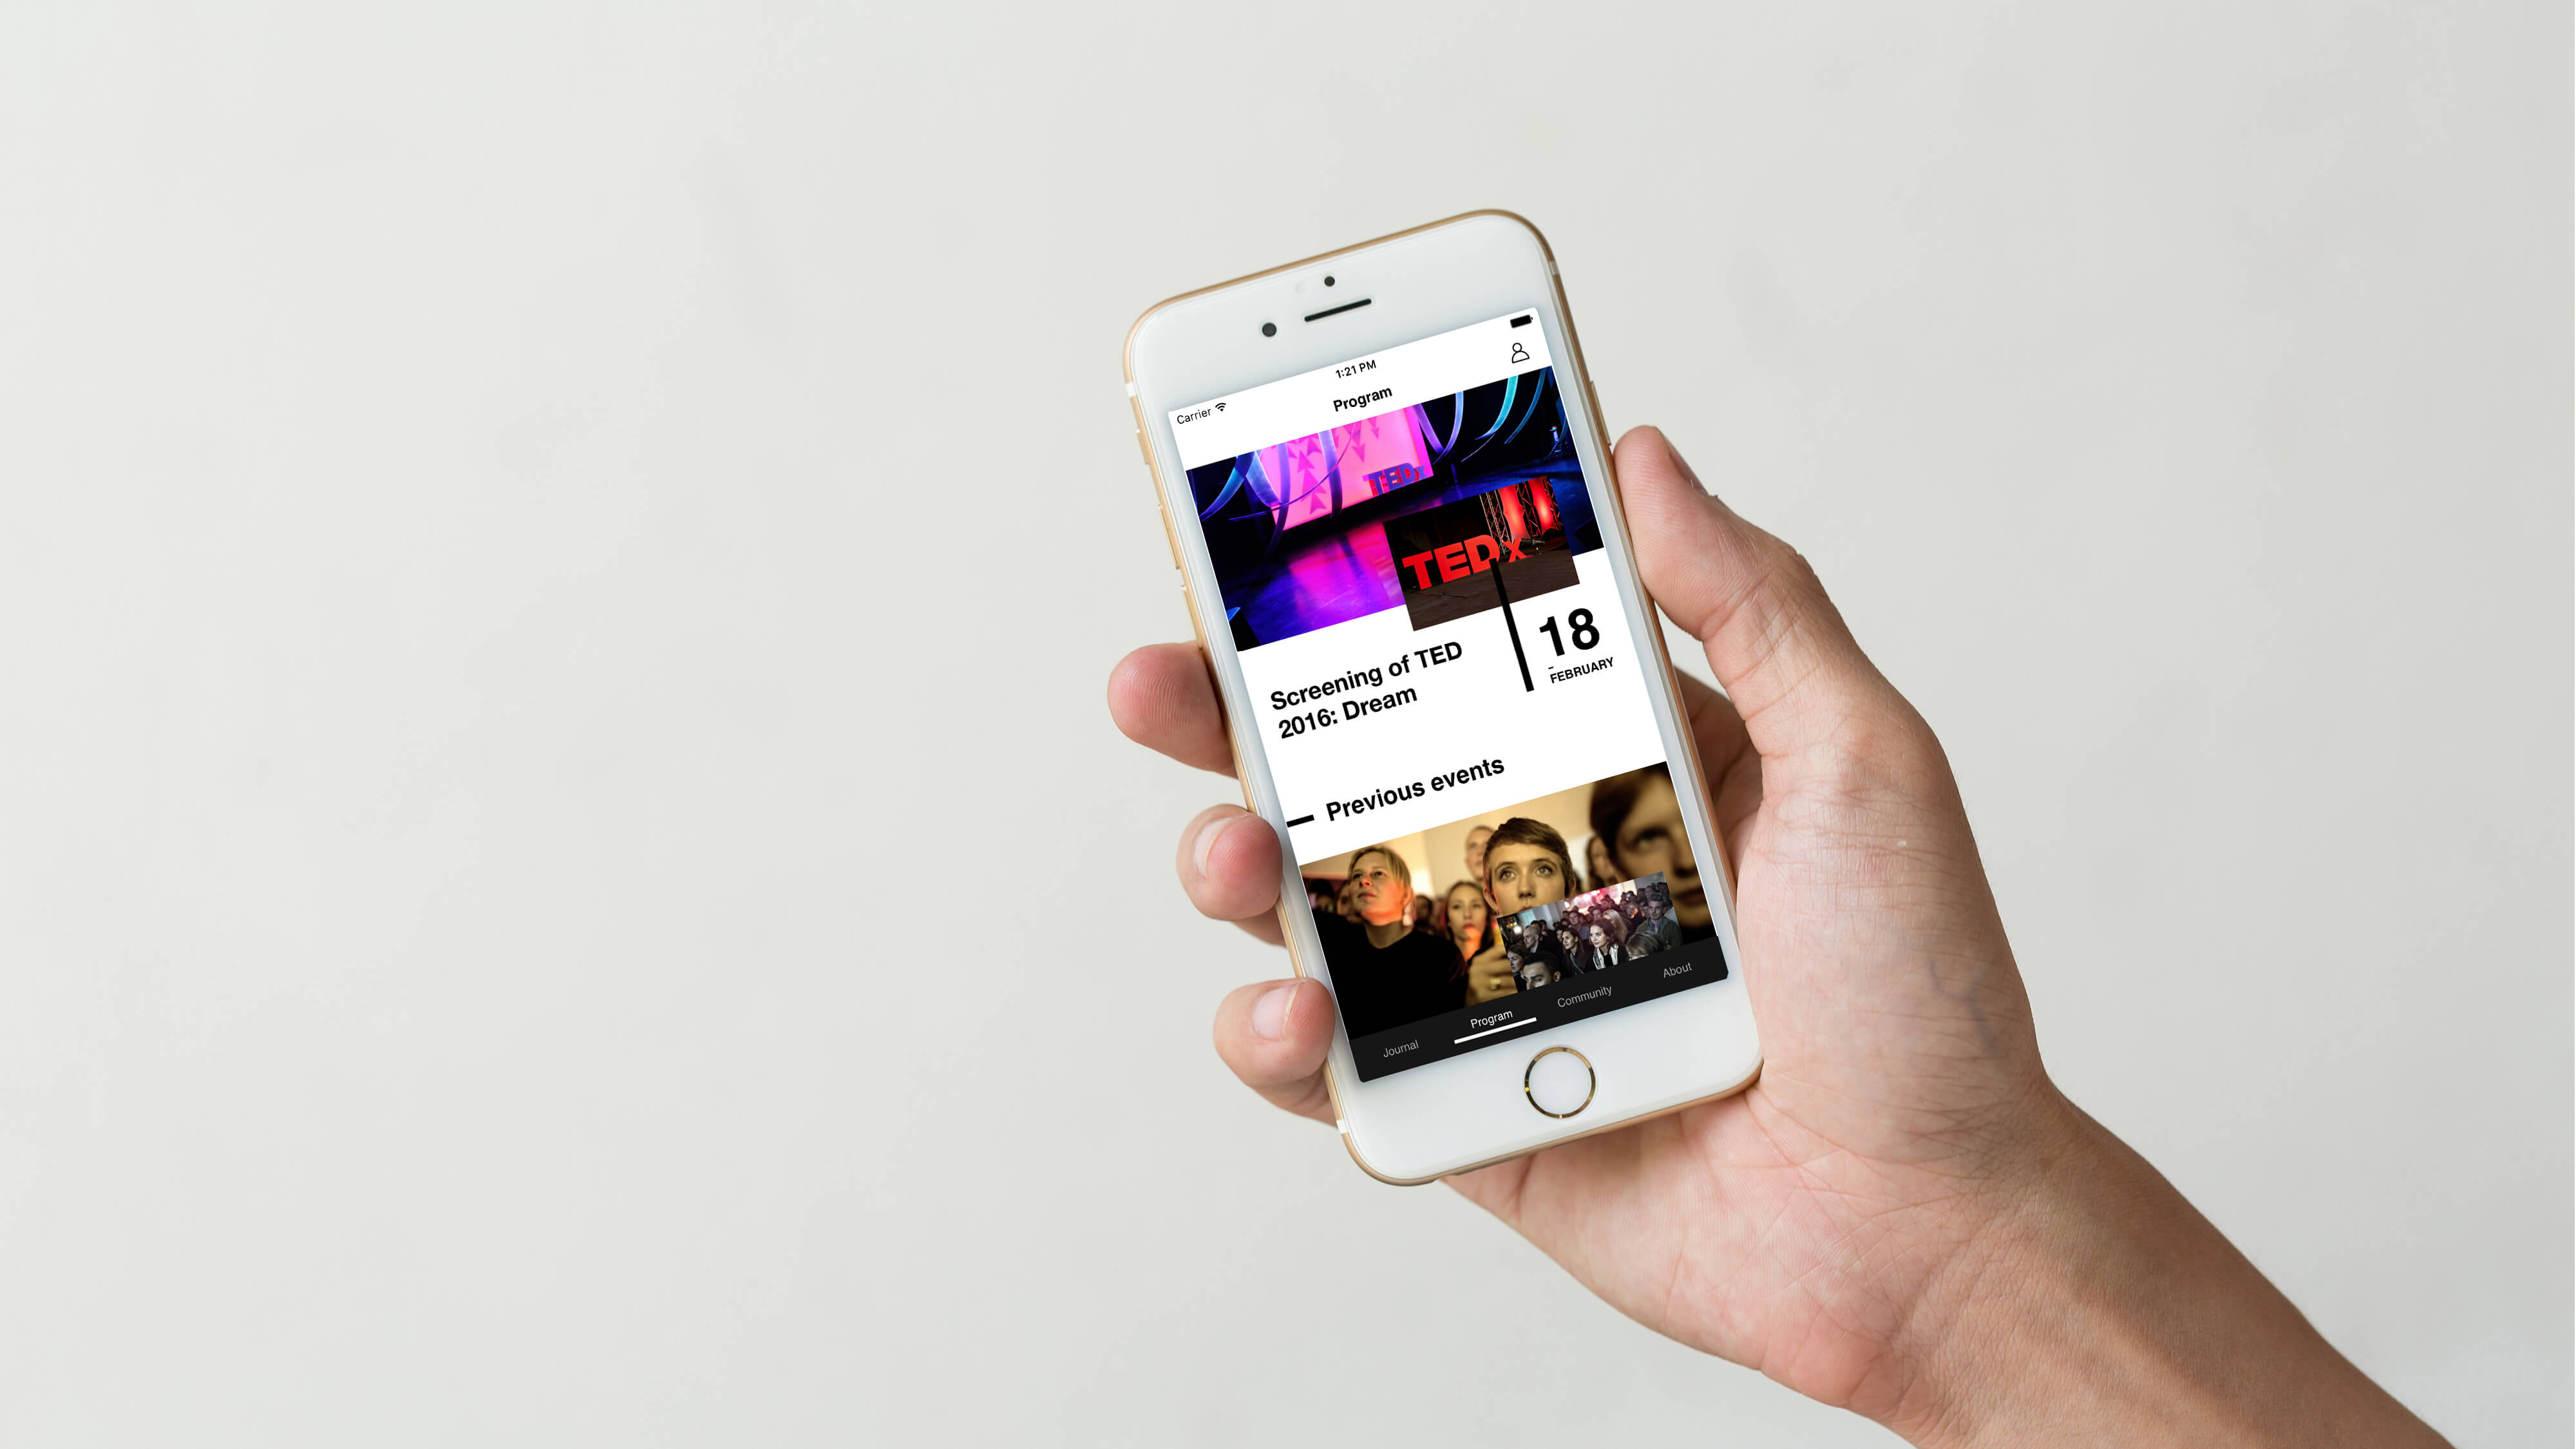 1:21 PM
Carrier
Program
TEDx
TEDx
Screening of TED
2016: Dream
18
FEBRUARY
Previous events
Journal
Program
Community
About